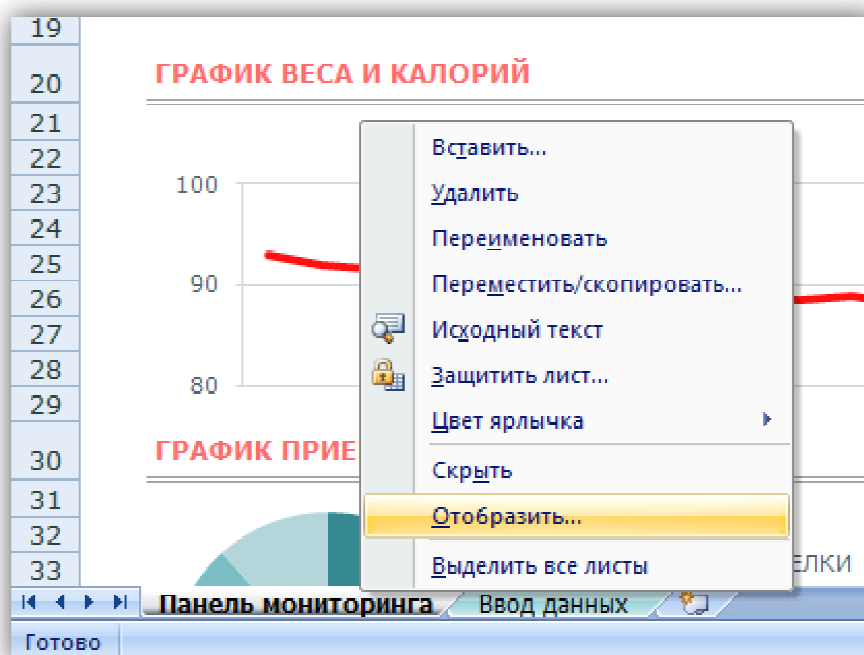 19
20
ГРАФИК ВЕСА И КАЛОРИЙ
21
22
23
24
25
26
27
28
29
30
31
32
33
100
90
80
Вставить...
Удалить
Переименовать
Переместить/скопировать...
Исходный текст
Защитить лист...
Цвет ярлычка
Скрыть
Отобразить...
Выделить все листы
ГРАФИК ПРИЕ
ЕЛКИ
Панель мониторинга
Ввод данных
Готово